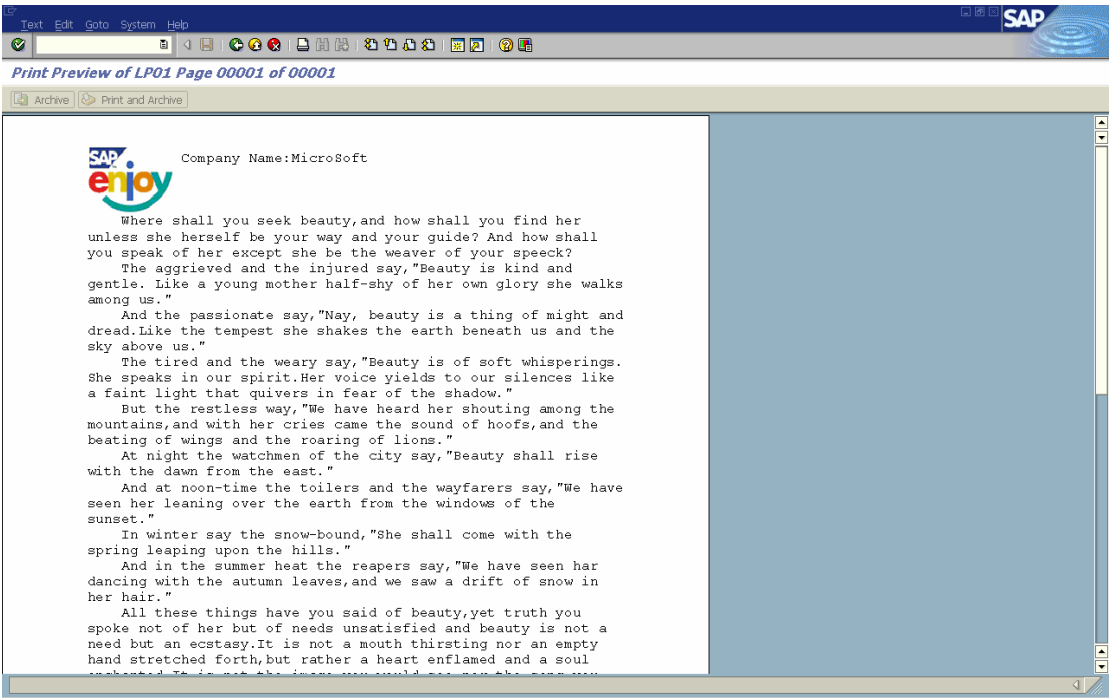 Text Edit Goto System Help
SAP
Print Preview of LP01 Page 00001 of 00001
Archive Print and Archive
SAP
enjoy
Company Name:MicroSoft
Where shall you seek beauty,and how shall you find her
unless she herself be your way and your guide? And how shall
you speak of her except she be the weaver of your speeck?
The aggrieved and the injured say,"Beauty is kind and
gentle. Like a young mother half-shy of her own glory she walks
among us."
And the passionate say,"Nay, beauty is a thing of might and
dread.Like the tempest she shakes the earth beneath us and the
sky above us."
The tired and the weary say,"Beauty is of soft whisperings.
She speaks in our spirit.Her voice yields to our silences like
a faint light that quivers in fear of the shadow."
But the restless way,"We have heard her shouting among the
mountains,and with her cries came the sound of hoofs,and the
beating of wings and the roaring of lions."
At night the watchmen of the city say,"Beauty shall rise
with the dawn from the east."
And at noon-time the toilers and the wayfarers say,"We have
seen her leaning over the earth from the windows of the
sunset."
In winter say the snow-bound,"She shall come with the
spring leaping upon the hills."
And in the summer heat the reapers say,"We have seen har
dancing with the autumn leaves,and we saw a drift of snow in
her hair."
All these things have you said of beauty,yet truth you
spoke not of her but of needs unsatisfied and beauty is not a
need but an ecstasy.It is not a mouth thirsting nor an empty
hand stretched forth,but rather a heart enflamed and a soul